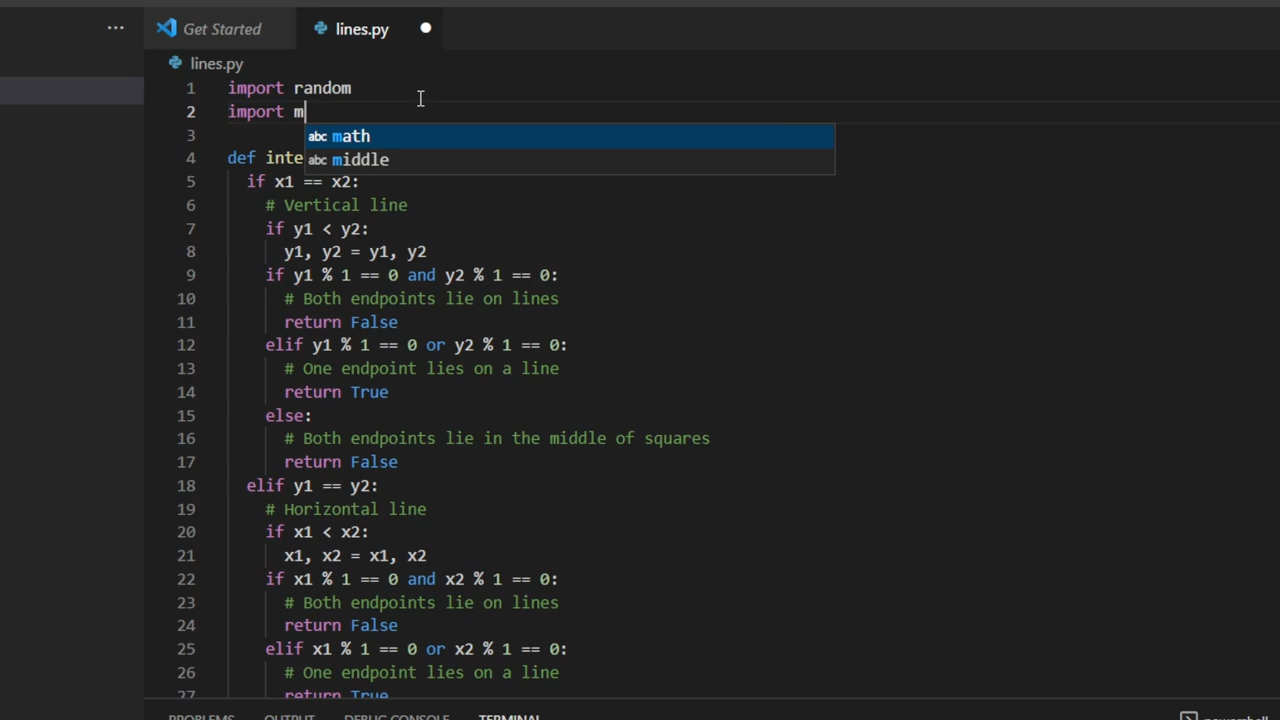 ··· Get Started lines.py
lines.py
1 import random
2 import m
3 abc math
4 def inte abc middle
5 if x1 == x2:
6 # Vertical line
7 if y1 < y2:
8 y1, y2 = y1, y2
9 if y1 % 1 == 0 and y2 % 1 == 0:
10 # Both endpoints lie on lines
11 return False
12 elif y1 % 1 == 0 or y2 % 1 == 0:
13 # One endpoint lies on a line
14 return True
15 else:
16 # Both endpoints lie in the middle of squares
17 return False
18 elif y1 == y2:
19 # Horizontal line
20 if x1 < x2:
21 x1, x2 = x1, x2
22 if x1 % 1 == 0 and x2 % 1 == 0:
23 # Both endpoints lie on lines
24 return False
25 elif x1 % 1 == 0 or x2 % 1 == 0:
26 # One endpoint lies on a line
27 return True
PROBLEMS OUTPUT DEBUG CONSOLE TERMINAL powershell